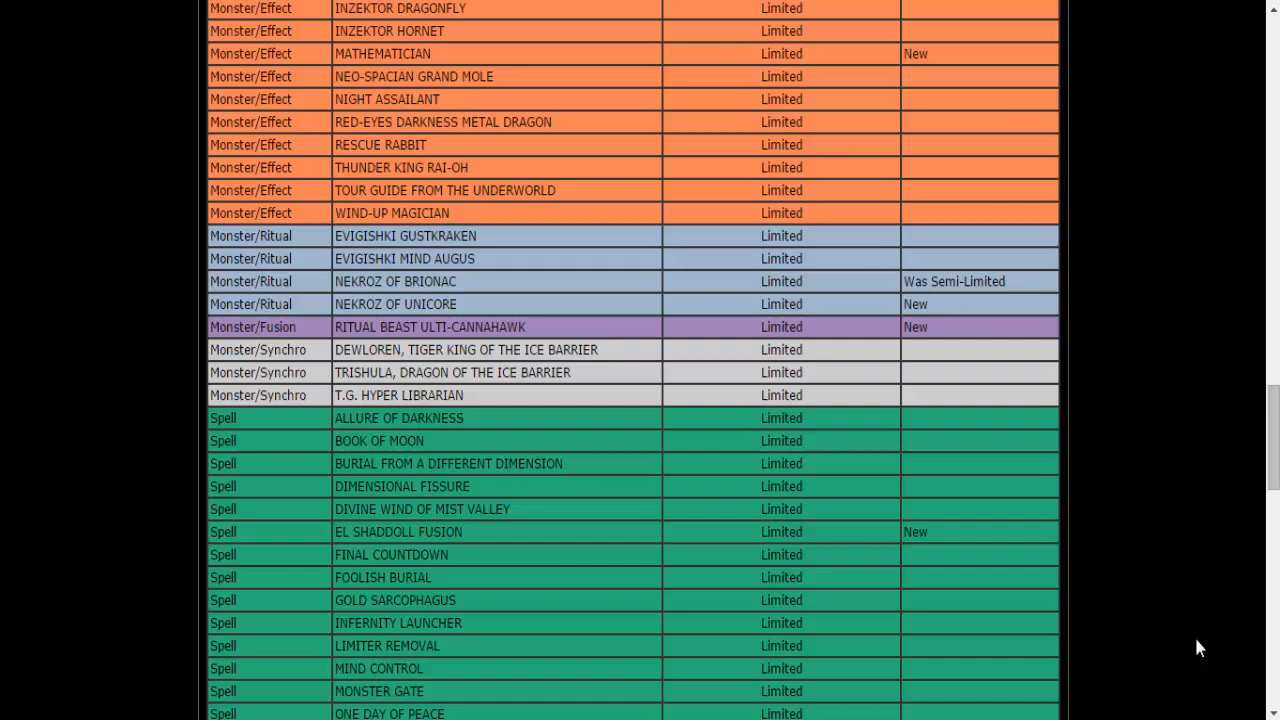 Monster/Effect INZEKTOR DRAGONFLY Limited
Monster/Effect INZEKTOR HORNET Limited
Monster/Effect MATHEMATICIAN Limited New
Monster/Effect NEO-SPACIAN GRAND MOLE Limited
Monster/Effect NIGHT ASSAILANT Limited
Monster/Effect RED-EYES DARKNESS METAL DRAGON Limited
Monster/Effect RESCUE RABBIT Limited
Monster/Effect THUNDER KING RAI-OH Limited
Monster/Effect TOUR GUIDE FROM THE UNDERWORLD Limited
Monster/Effect WIND-UP MAGICIAN Limited
Monster/Ritual EVIGISHKI GUSTKRAKEN Limited
Monster/Ritual EVIGISHKI MIND AUGUS Limited
Monster/Ritual NEKROZ OF BRIONAC Limited Was Semi-Limited
Monster/Ritual NEKROZ OF UNICORE Limited New
Monster/Fusion RITUAL BEAST ULTI-CANNAHAWK Limited New
Monster/Synchro DEWLOREN, TIGER KING OF THE ICE BARRIER Limited
Monster/Synchro TRISHULA, DRAGON OF THE ICE BARRIER Limited
Monster/Synchro T.G. HYPER LIBRARIAN Limited
Spell ALLURE OF DARKNESS Limited
Spell BOOK OF MOON Limited
Spell BURIAL FROM A DIFFERENT DIMENSION Limited
Spell DIMENSIONAL FISSURE Limited
Spell DIVINE WIND OF MIST VALLEY Limited
Spell EL SHADDOLL FUSION Limited New
Spell FINAL COUNTDOWN Limited
Spell FOOLISH BURIAL Limited
Spell GOLD SARCOPHAGUS Limited
Spell INFERNITY LAUNCHER Limited
Spell LIMITER REMOVAL Limited
Spell MIND CONTROL Limited
Spell MONSTER GATE Limited
Spell ONE DAY OF PEACE Limited